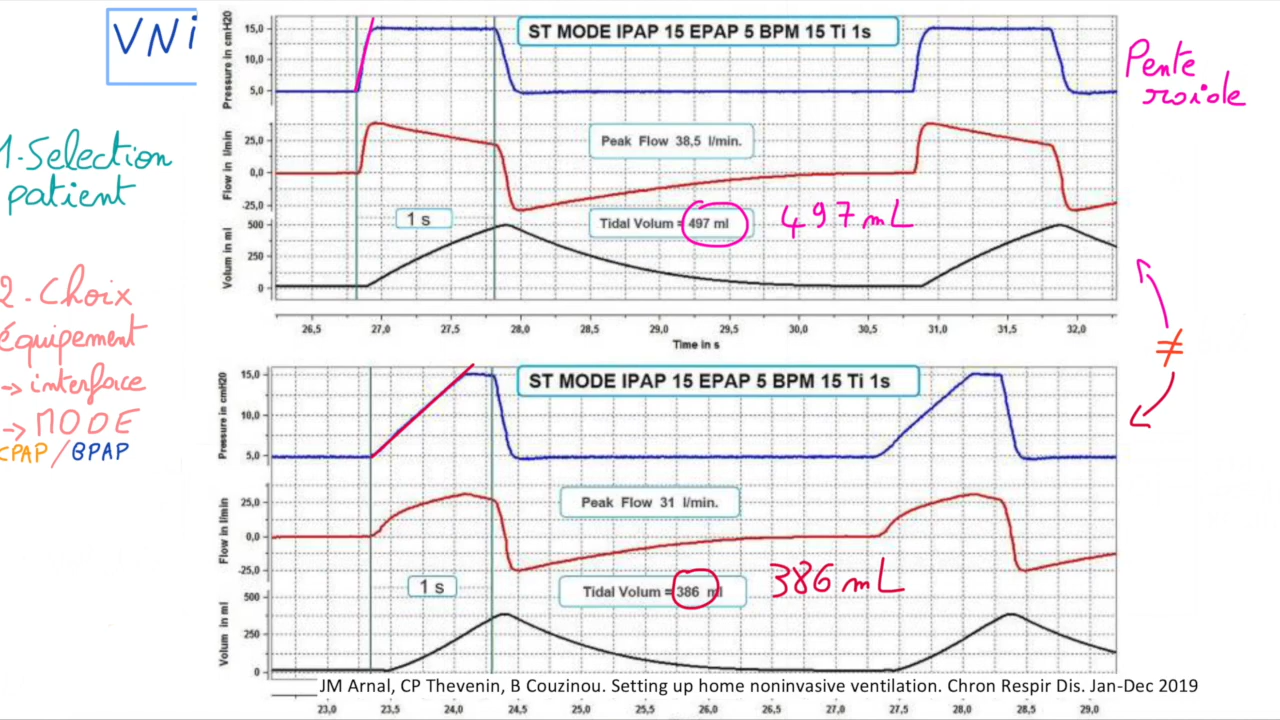 VNi
1-Selection
patient
2-Choix
équipement
→ interface
→ MODE
CPAP / BPAP
ST MODE IPAP 15 EPAP 5 BPM 15 Ti 1s
Pressure in cmH20
15,0
10,0
5,0
Peak Flow 38,5 l/min.
Flow in l/min
25,0
0,0
-25,0
1 s
Tidal Volum = 497 ml
497 mL
Volum in ml
500
250
0
26,5 27,0 27,5 28,0 28,5 29,0 29,5 30,0 30,5 31,0 31,5 32,0
Time in s
Pente
roide
≠
ST MODE IPAP 15 EPAP 5 BPM 15 Ti 1s
Pressure in cmH20
15,0
10,0
5,0
Peak Flow 31 l/min.
Flow in l/min
25,0
0,0
-25,0
1 s
Tidal Volum = 386 ml
386 mL
Volum in ml
500
250
0
JM Arnal, CP Thevenin, B Couzinou. Setting up home noninvasive ventilation. Chron Respir Dis. Jan-Dec 2019
23,0 23,5 24,0 24,5 25,0 25,5 26,0 26,5 27,0 27,5 28,0 28,5 29,0